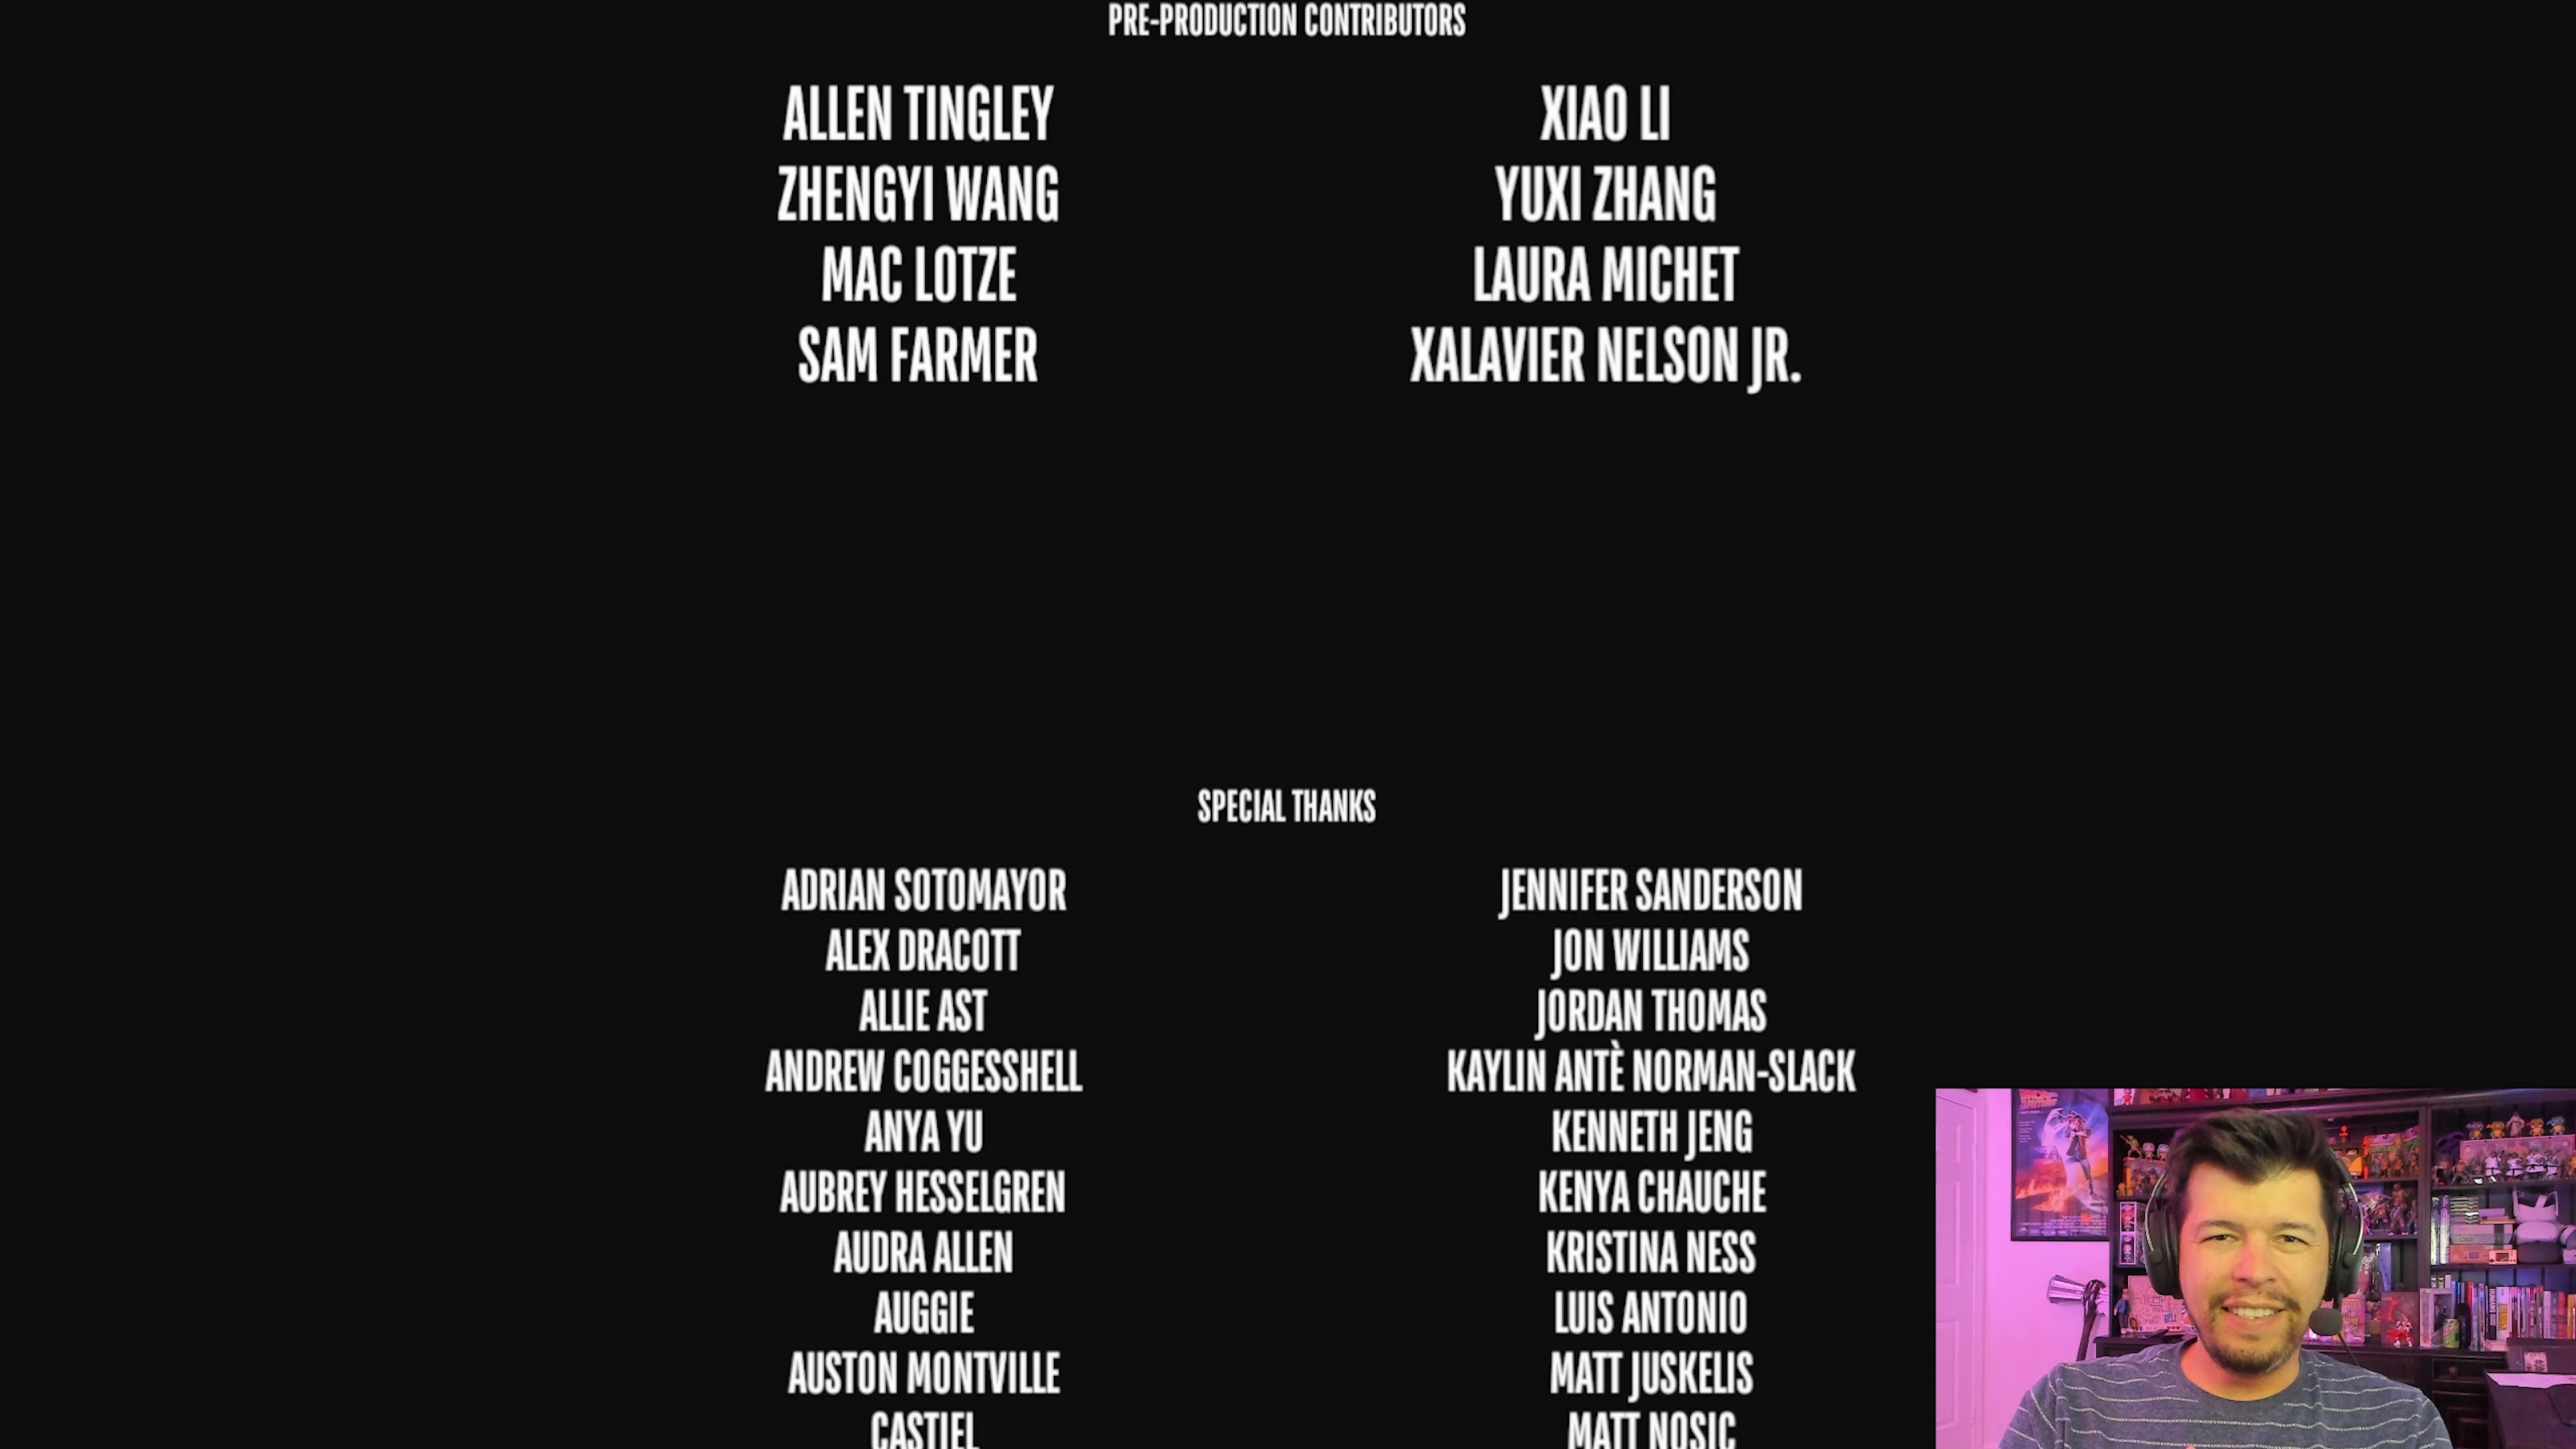 PRE-PRODUCTION CONTRIBUTORS
ALLEN TINGLEY
XIAO LI
ZHENGYI WANG
YUXI ZHANG
MAC LOTZE
LAURA MICHET
SAM FARMER
XALAVIER NELSON JR.
SPECIAL THANKS
ADRIAN SOTOMAYOR
JENNIFER SANDERSON
ALEX DRACOTT
JON WILLIAMS
ALLIE AST
JORDAN THOMAS
ANDREW COGGESSHELL
KAYLIN ANTÈ NORMAN-SLACK
ANYA YU
KENNETH JENG
AUBREY HESSELGREN
KENYA CHAUCHE
AUDRA ALLEN
KRISTINA NESS
AUGGIE
LUIS ANTONIO
AUSTON MONTVILLE
MATT JUSKELIS
CASTIEL
MATT NOSIC